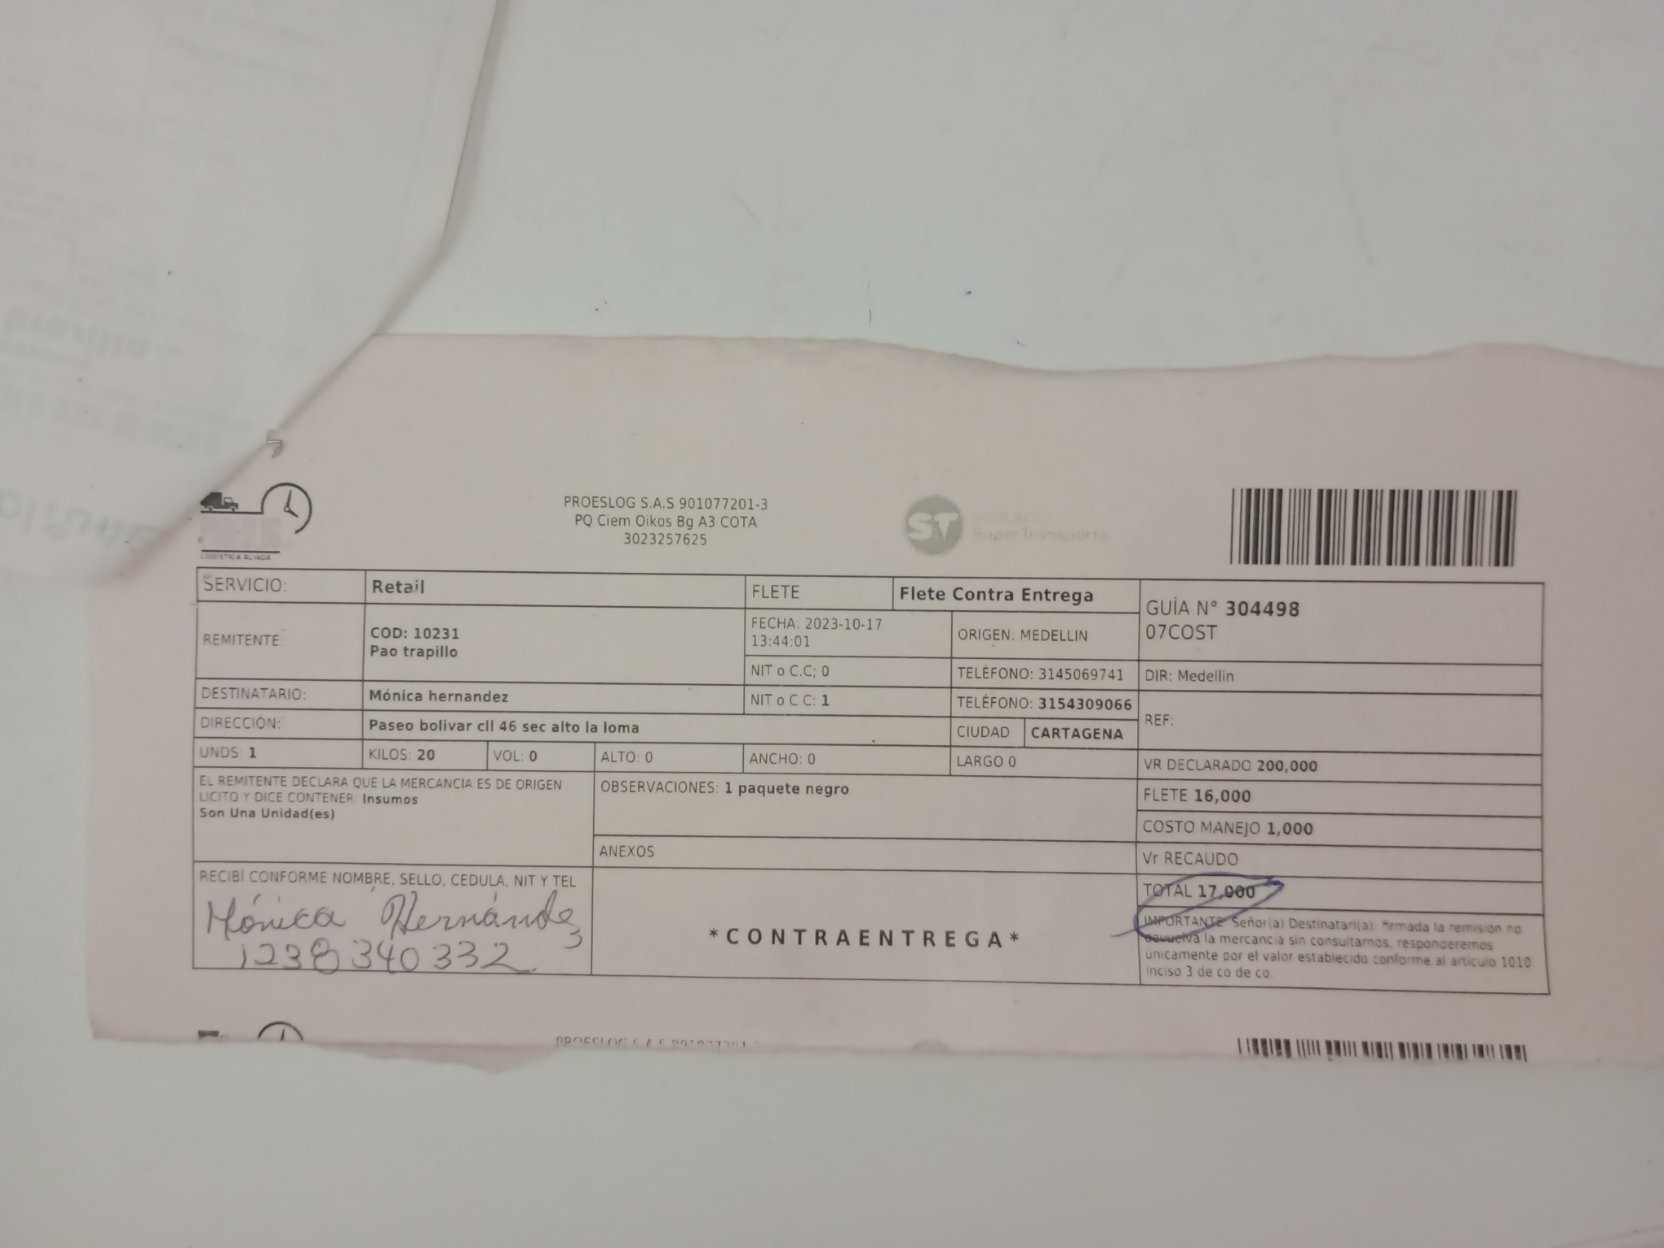 PROESLOG S.A.S 901077201-3
PQ Ciem Oikos Bg A3 COTA
3023257625
LOGISTICA ALIADA
ST
VIGILADO
SuperTransporte
SERVICIO: Retail FLETE Flete Contra Entrega
GUÍA N° 304498
07COST
REMITENTE: COD: 10231
Pao trapillo
FECHA: 2023-10-17
13:44:01
ORIGEN: MEDELLIN
NIT o C.C; 0 TELÉFONO: 3145069741 DIR: Medellin
DESTINATARIO: Mónica hernandez NIT o C C: 1 TELÉFONO: 3154309066
REF:
DIRECCIÓN: Paseo bolivar cll 46 sec alto la loma CIUDAD CARTAGENA
UNDS: 1 KILOS: 20 VOL: 0 ALTO: 0 ANCHO: 0 LARGO 0 VR DECLARADO 200,000
EL REMITENTE DECLARA QUE LA MERCANCIA ES DE ORIGEN
LICITO Y DICE CONTENER: Insumos
Son Una Unidad(es)
OBSERVACIONES: 1 paquete negro
FLETE 16,000
COSTO MANEJO 1,000
ANEXOS
Vr RECAUDO
RECIBÍ CONFORME NOMBRE, SELLO, CEDULA, NIT Y TEL
Mónica Hernández
1238340332
*CONTRAENTREGA*
TOTAL 17,000
IMPORTANTE: Señor(a) Destinatari(a): firmada la remisión no
devuelva la mercancia sin consultarnos, responderemos
unicamente por el valor establecido conforme al articulo 1010
inciso 3 de co de co
PROESLOG S.A.S 901077201